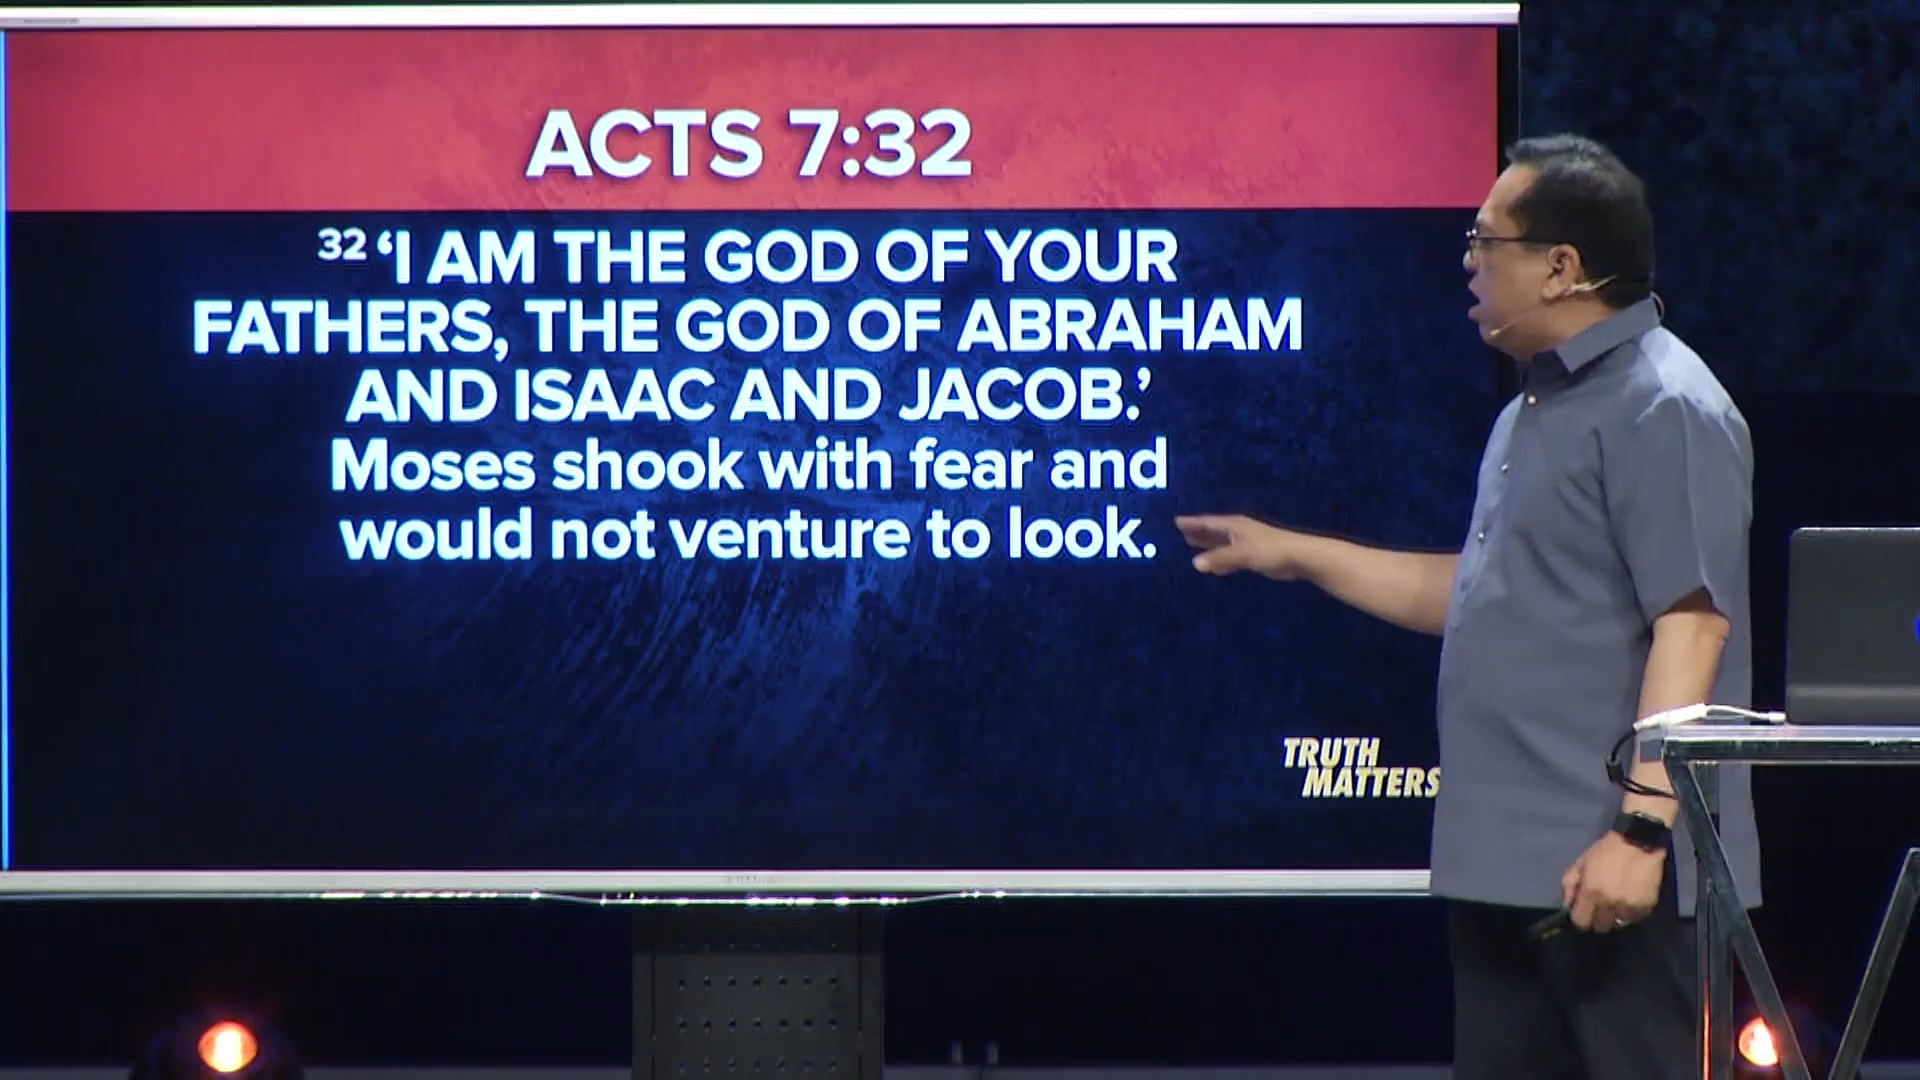 ACTS 7:32
32 ‘I AM THE GOD OF YOUR
FATHERS, THE GOD OF ABRAHAM
AND ISAAC AND JACOB.’
Moses shook with fear and
would not venture to look.
TRUTH
MATTERS